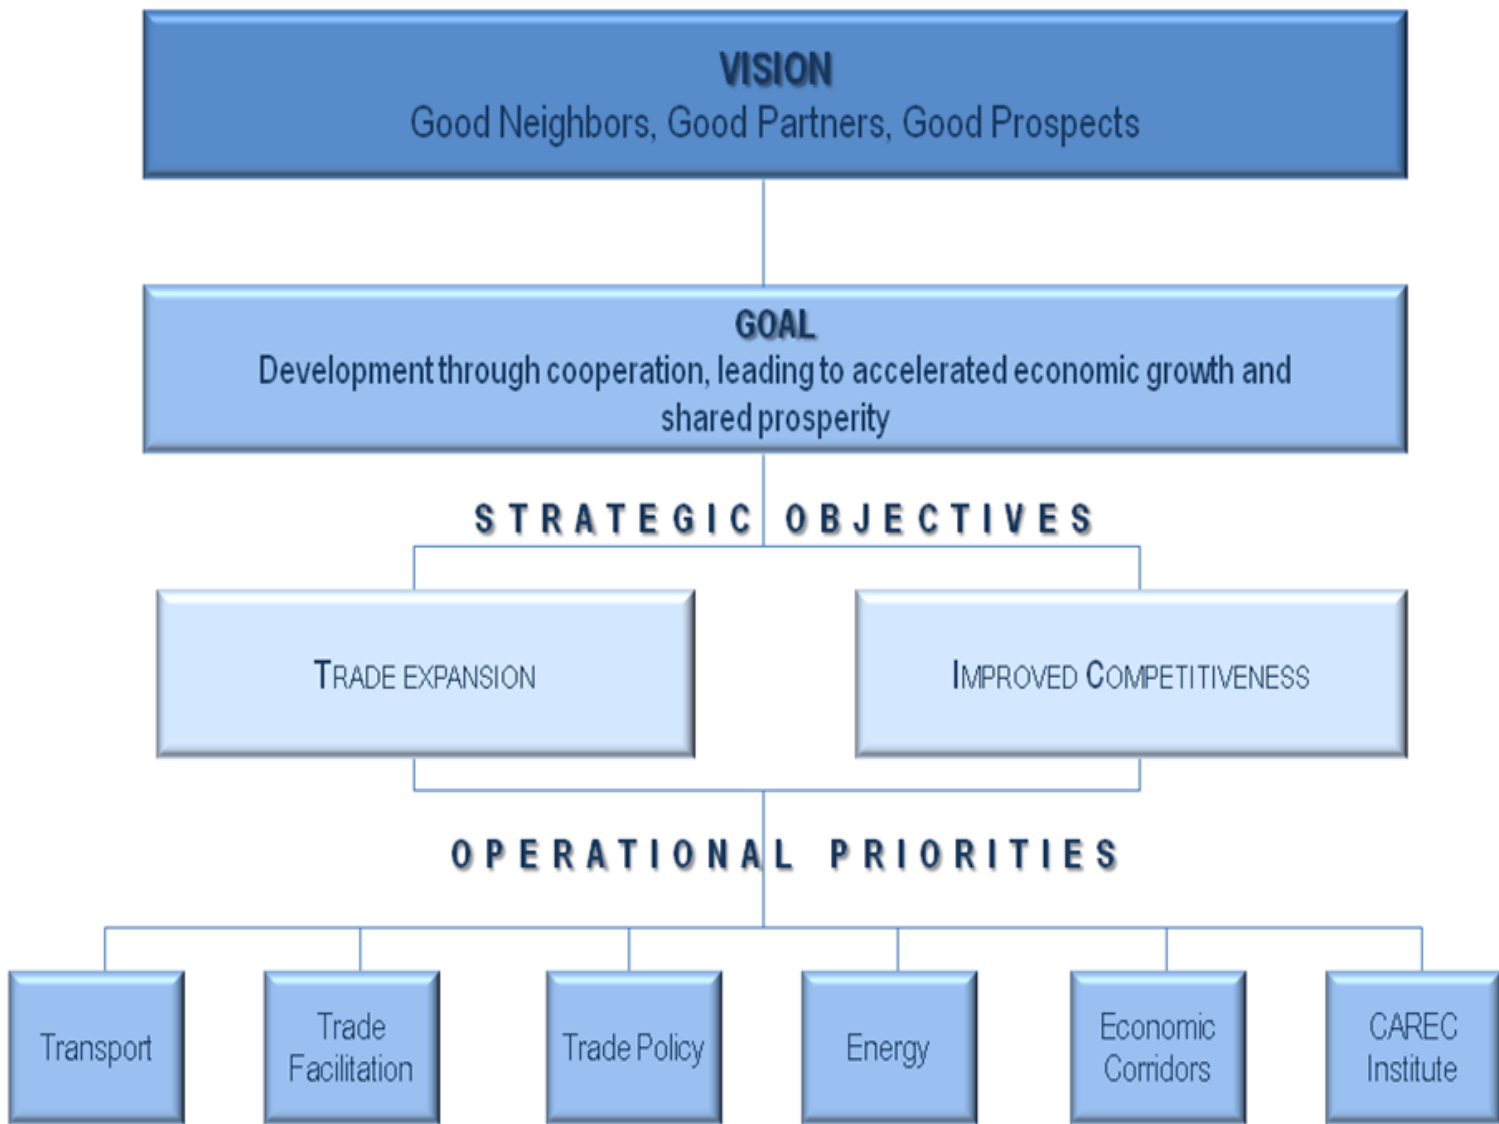 VISION
Good Neighbors, Good Partners, Good Prospects
GOAL
Development through cooperation, leading to accelerated economic growth and
shared prosperity
STRATEGIC OBJECTIVES
TRADE EXPANSION
IMPROVED COMPETITIVENESS
OPERATIONAL PRIORITIES
Transport
Trade
Facilitation
Trade Policy
Energy
Economic
Corridors
CAREC
Institute